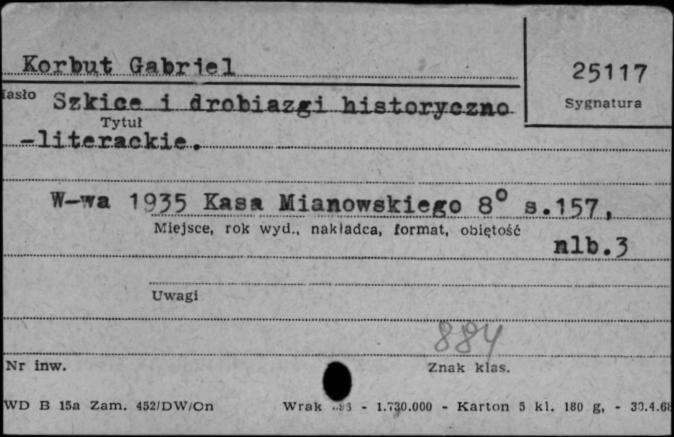 Korbut Gabriel
25117
Sygnatura
Szkice i drobiazgi historyczno
Tytuł
-literackie.
W-wa 1935 Kasa Mianowskiego 8° s.157,
Miejsce, rok wyd., nakładca, format, objętość
nlb.3
Uwagi
884
Nr inw.
Znak klas.
WD B 15a Zam. 452/DW/On Wrak - 1.730.000 - Karton 5 kl. 180 g, - 30.4.68